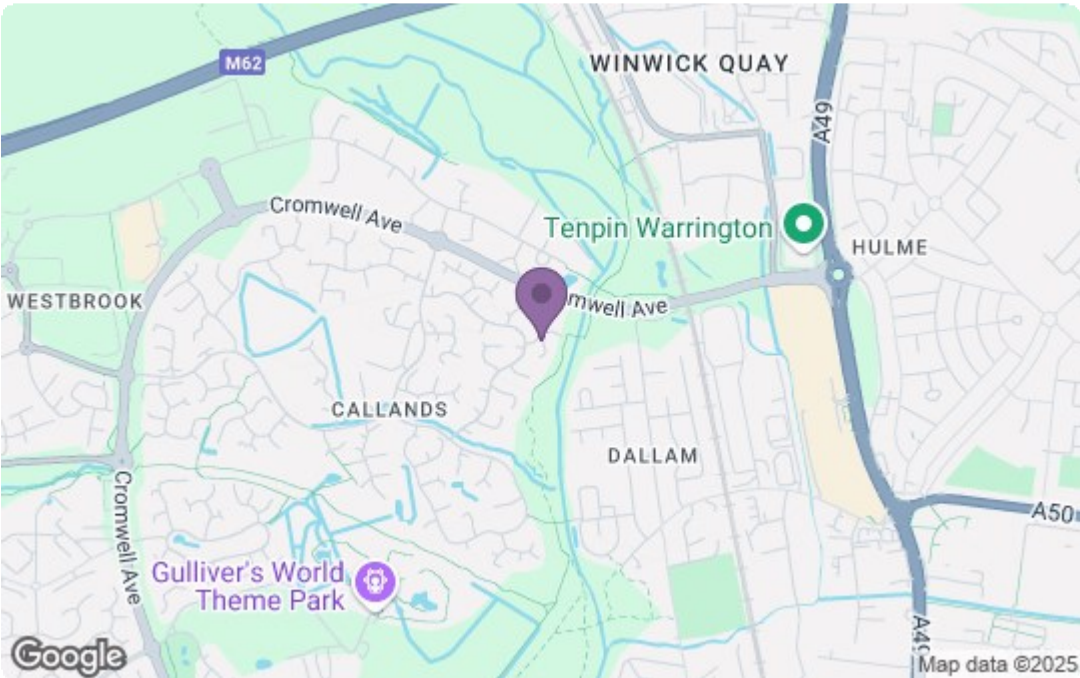 M62
WINWICK QUAY
A49
Cromwell Ave
Tenpin Warrington
HULME
WESTBROOK
mwell Ave
CALLANDS
DALLAM
Cromwell Ave
A50
Gulliver's World
Theme Park
A49
Google
Map data ©2025